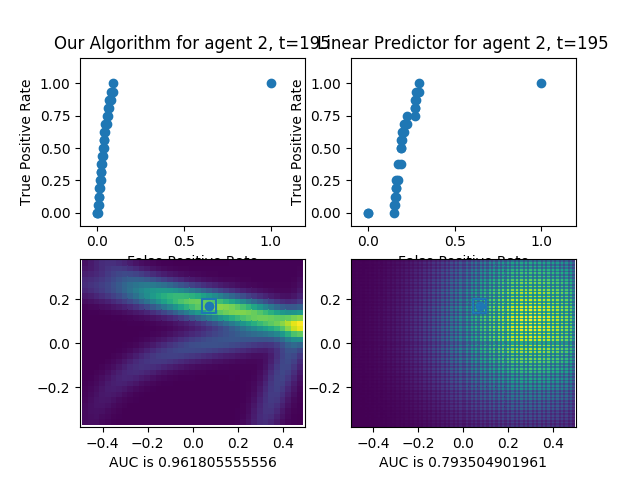 Our Algorithm for agent 2, t=195
Linear Predictor for agent 2, t=195
True Positive Rate
1.00
0.75
0.50
0.25
0.00
0.0 0.5 1.0
False Positive Rate
True Positive Rate
1.00
0.75
0.50
0.25
0.00
0.0 0.5 1.0
False Positive Rate
0.2
0.0
−0.2
−0.4 −0.2 0.0 0.2 0.4
AUC is 0.961805555556
0.2
0.0
−0.2
−0.4 −0.2 0.0 0.2 0.4
AUC is 0.793504901961